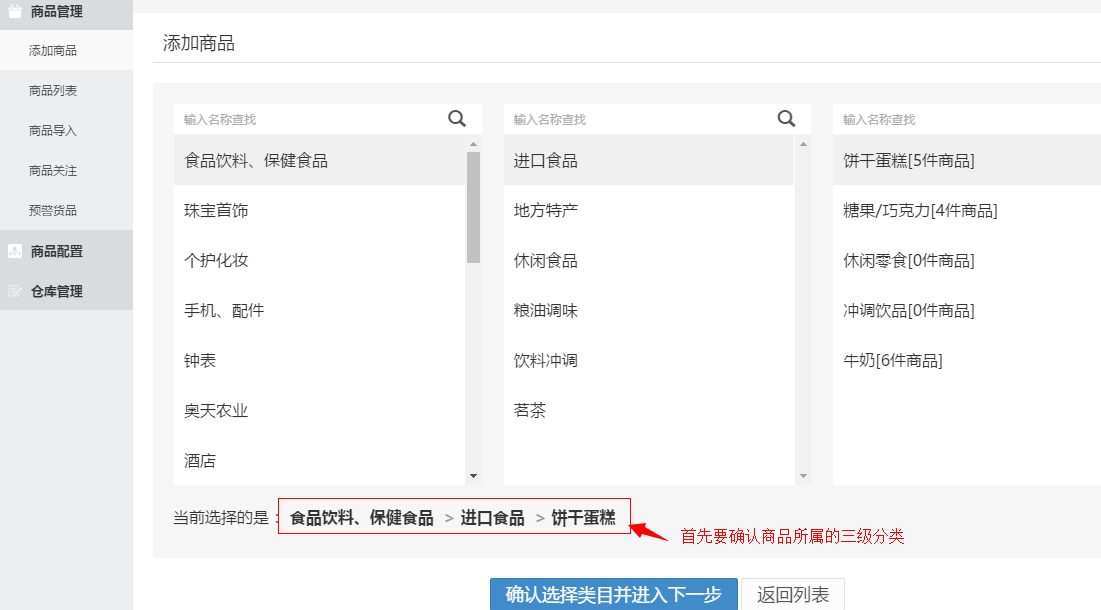 商品管理
添加商品
商品列表
商品导入
商品关注
预警货品
商品配置
仓库管理
添加商品
输入名称查找
食品饮料、保健食品
珠宝首饰
个护化妆
手机、配件
钟表
奥天农业
酒店
输入名称查找
进口食品
地方特产
休闲食品
粮油调味
饮料冲调
茗茶
输入名称查找
饼干蛋糕[5件商品]
糖果/巧克力[4件商品]
休闲零食[0件商品]
冲调饮品[0件商品]
牛奶[6件商品]
当前选择的是：食品饮料、保健食品 > 进口食品 > 饼干蛋糕
首先要确认商品所属的三级分类
确认选择类目并进入下一步
返回列表